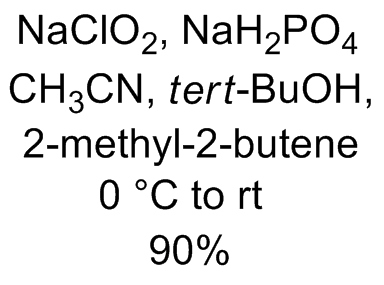 NaClO₂, NaH₂PO₄
CH₃CN, tert-BuOH,
2-methyl-2-butene
0 °C to rt
90%